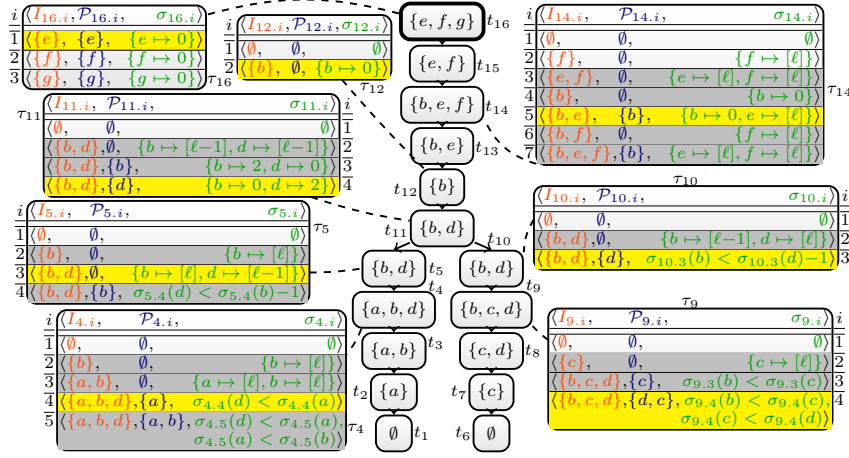 i ⟨I16.i, P16.i, σ16.i⟩
1 ⟨{e}, {e}, {e ↦ 0}⟩
2 ⟨{f}, {f}, {f ↦ 0}⟩
3 ⟨{g}, {g}, {g ↦ 0}⟩
τ16
i ⟨I12.i, P12.i, σ12.i⟩
1 ⟨∅, ∅, ∅⟩
2 ⟨{b}, ∅, {b ↦ 0}⟩
τ12
⟨I11.i, P11.i, σ11.i⟩ i
⟨∅, ∅, ∅⟩ 1
⟨{b, d},∅, {b ↦ [ℓ−1], d ↦ [ℓ−1]}⟩ 2
⟨{b, d},{b}, {b ↦ 2, d ↦ 0}⟩ 3
⟨{b, d},{d}, {b ↦ 0, d ↦ 2}⟩ 4
τ11
i ⟨I5.i, P5.i, σ5.i⟩
1 ⟨∅, ∅, ∅⟩
2 ⟨{b}, ∅, {b ↦ [ℓ]}⟩
3 ⟨{b, d},∅, {b ↦ [ℓ], d ↦ [ℓ−1]}⟩
4 ⟨{b, d},{b}, σ5.4(d) < σ5.4(b)−1⟩
τ5
i ⟨I4.i, P4.i, σ4.i⟩
1 ⟨∅, ∅, ∅⟩
2 ⟨{b}, ∅, {b ↦ [ℓ]}⟩
3 ⟨{a, b}, ∅, {a ↦ [ℓ], b ↦ [ℓ]}⟩
4 ⟨{a, b, d},{a}, σ4.4(d) < σ4.4(a)⟩
5 ⟨{a, b, d},{a, b}, σ4.5(d) < σ4.5(a),
σ4.5(a) < σ4.5(b)⟩
τ4
{e, f, g} t16
{e, f} t15
{b, e, f} t14
{b, e} t13
{b} t12
{b, d}
t11 t10
{b, d} t5
t4
{a, b, d}
{a, b} t3
t2 {a}
∅ t1
{b, d}
t9
{b, c, d}
{c, d} t8
t7 {c}
t6 ∅
i ⟨I14.i, P14.i, σ14.i⟩
1 ⟨∅, ∅, ∅⟩
2 ⟨{f}, ∅, {f ↦ [ℓ]}⟩
3 ⟨{e, f}, ∅, {e ↦ [ℓ], f ↦ [ℓ]}⟩
4 ⟨{b}, ∅, {b ↦ 0}⟩
5 ⟨{b, e}, {b}, {b ↦ 0, e ↦ [ℓ]}⟩
6 ⟨{b, f}, ∅, {f ↦ [ℓ]}⟩
7 ⟨{b, e, f},{b}, {e ↦ [ℓ], f ↦ [ℓ]}⟩
τ14
τ10
⟨I10.i, P10.i, σ10.i⟩ i
⟨∅, ∅, ∅⟩ 1
⟨{b, d},∅, {b ↦ [ℓ−1], d ↦ [ℓ]}⟩ 2
⟨{b, d},{d}, σ10.3(b) < σ10.3(d)−1⟩ 3
τ9
⟨I9.i, P9.i, σ9.i⟩ i
⟨∅, ∅, ∅⟩ 1
⟨{c}, ∅, {c ↦ [ℓ]}⟩ 2
⟨{b, c, d},{c}, σ9.3(b) < σ9.3(c)⟩ 3
⟨{b, c, d},{d, c}, σ9.4(b) < σ9.4(c), 4
σ9.4(c) < σ9.4(d)⟩